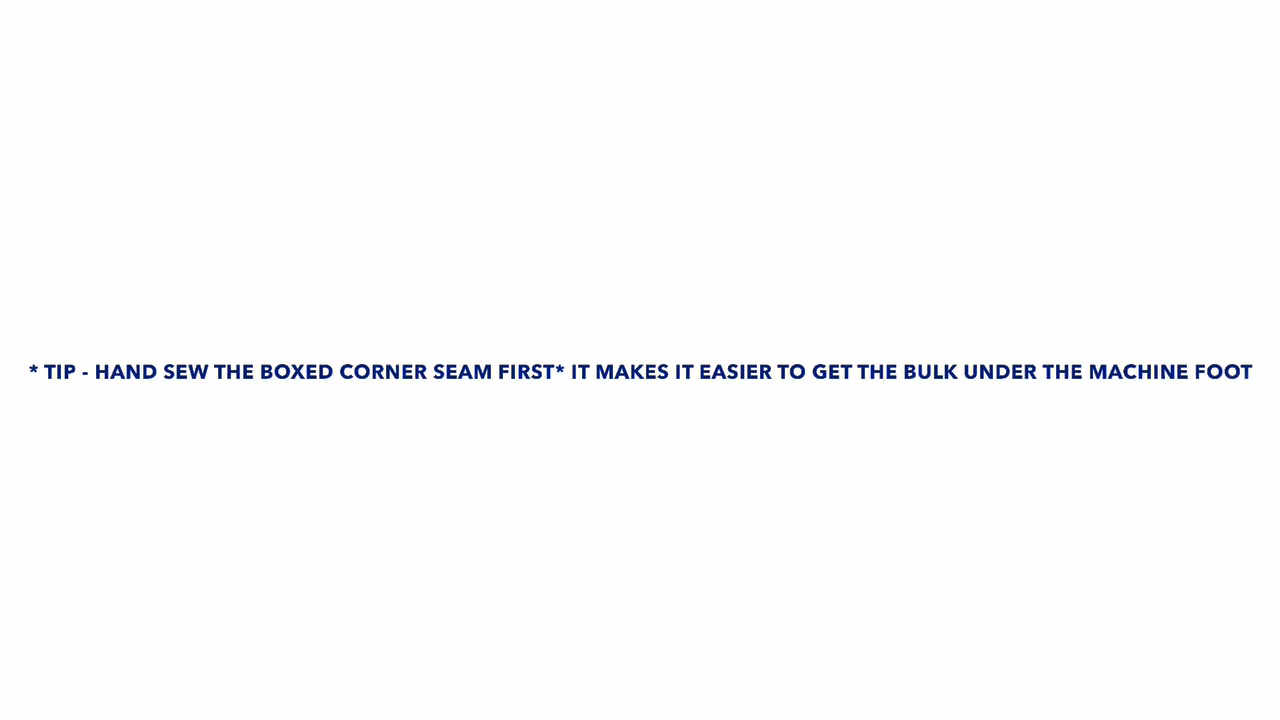 * TIP - HAND SEW THE BOXED CORNER SEAM FIRST* IT MAKES IT EASIER TO GET THE BULK UNDER THE MACHINE FOOT